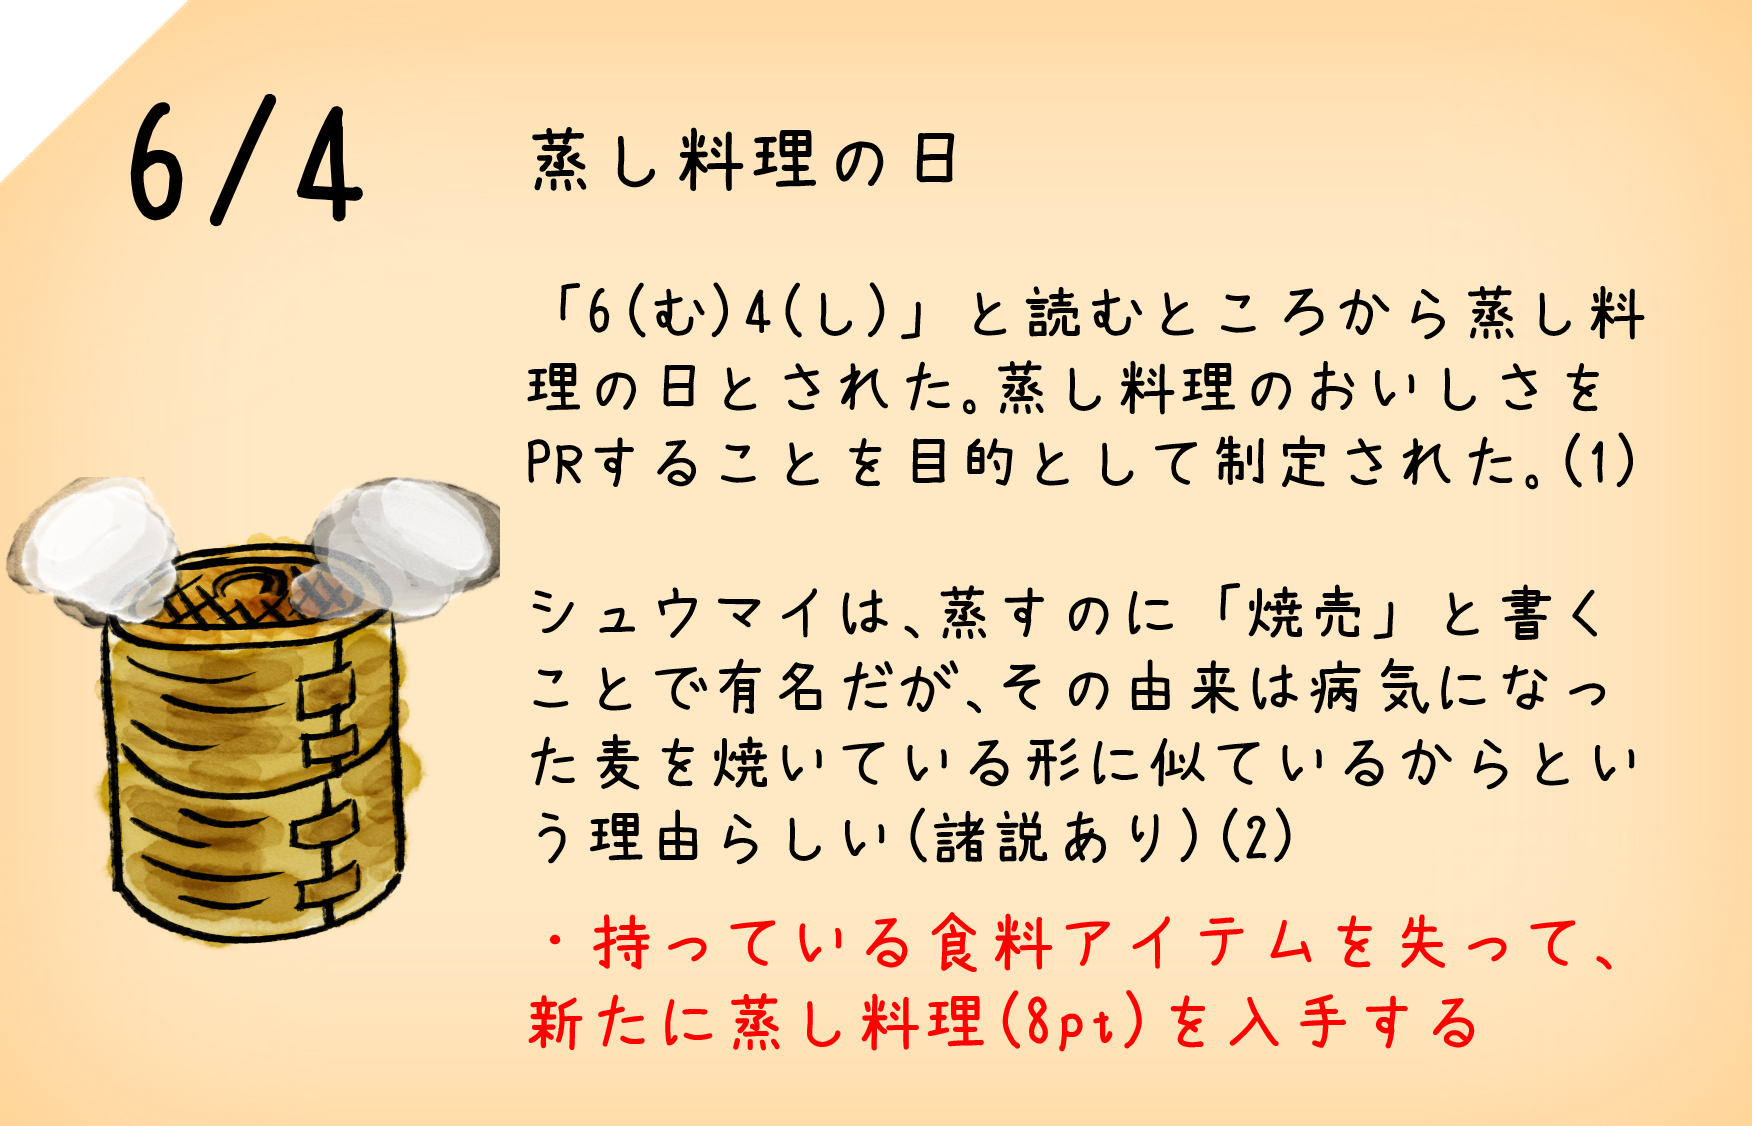 6/4
蒸し料理の日
「6(む)4(し)」と読むところから蒸し料
理の日とされた。蒸し料理のおいしさを
PRすることを目的として制定された。(1)
シュウマイは、蒸すのに「焼売」と書く
ことで有名だが、その由来は病気になっ
た麦を焼いている形に似ているからとい
う理由らしい(諸説あり)(2)
・持っている食料アイテムを失って、
新たに蒸し料理(8pt)を入手する